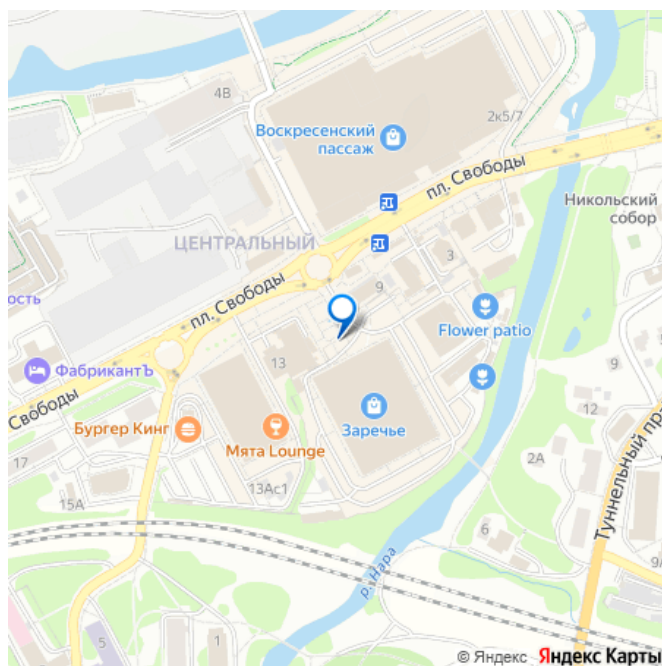 4В
2к5/7
Воскресенский
пассаж
пл. Свободы
Никольский
собор
ЦЕНТРАЛЬНЫЙ
3
9
ность
пл. Свободы
Flower patio
13
ФабрикантЪ
9
Свободы
Заречье
12
Бургер Кинг
Мята Lounge
17
2А
Туннельный пр
13Ас1
15А
6
р. Нара
9/
5
1
© Яндекс Яндекс Карты